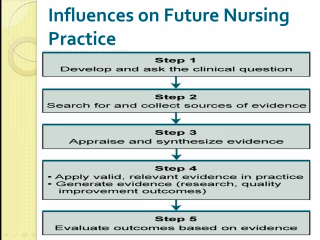 Influences on Future Nursing
Practice
Step 1
Develop and ask the clinical question
Step 2
Search for and collect sources of evidence
Step 3
Appraise and synthesize evidence
Step 4
• Apply valid, relevant evidence in practice
• Generate evidence (research, quality
improvement outcomes)
Step 5
Evaluate outcomes based on evidence